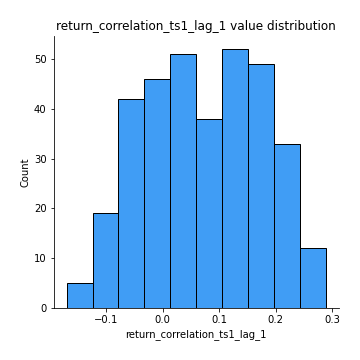 return_correlation_ts1_lag_1 value distribution
50
40
30
20
10
0
Count
−0.1 0.0 0.1 0.2 0.3
return_correlation_ts1_lag_1